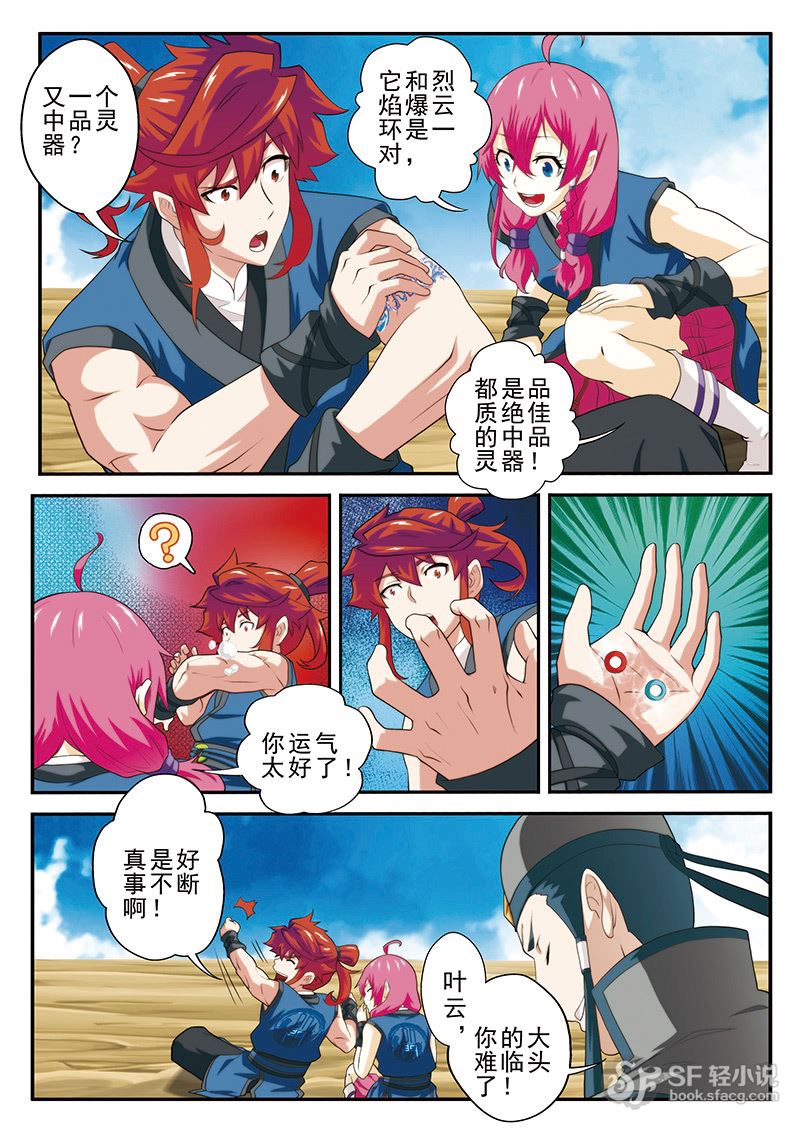 又一个
中品灵
器？
它和烈
焰爆云
环是一
对，
都是品
质绝佳
的中品
灵器！
?
你运气
太好了！
真是好
事不断
啊！
叶云，
你的大
难临头
了！
SF 轻小说
book.sfacg.com